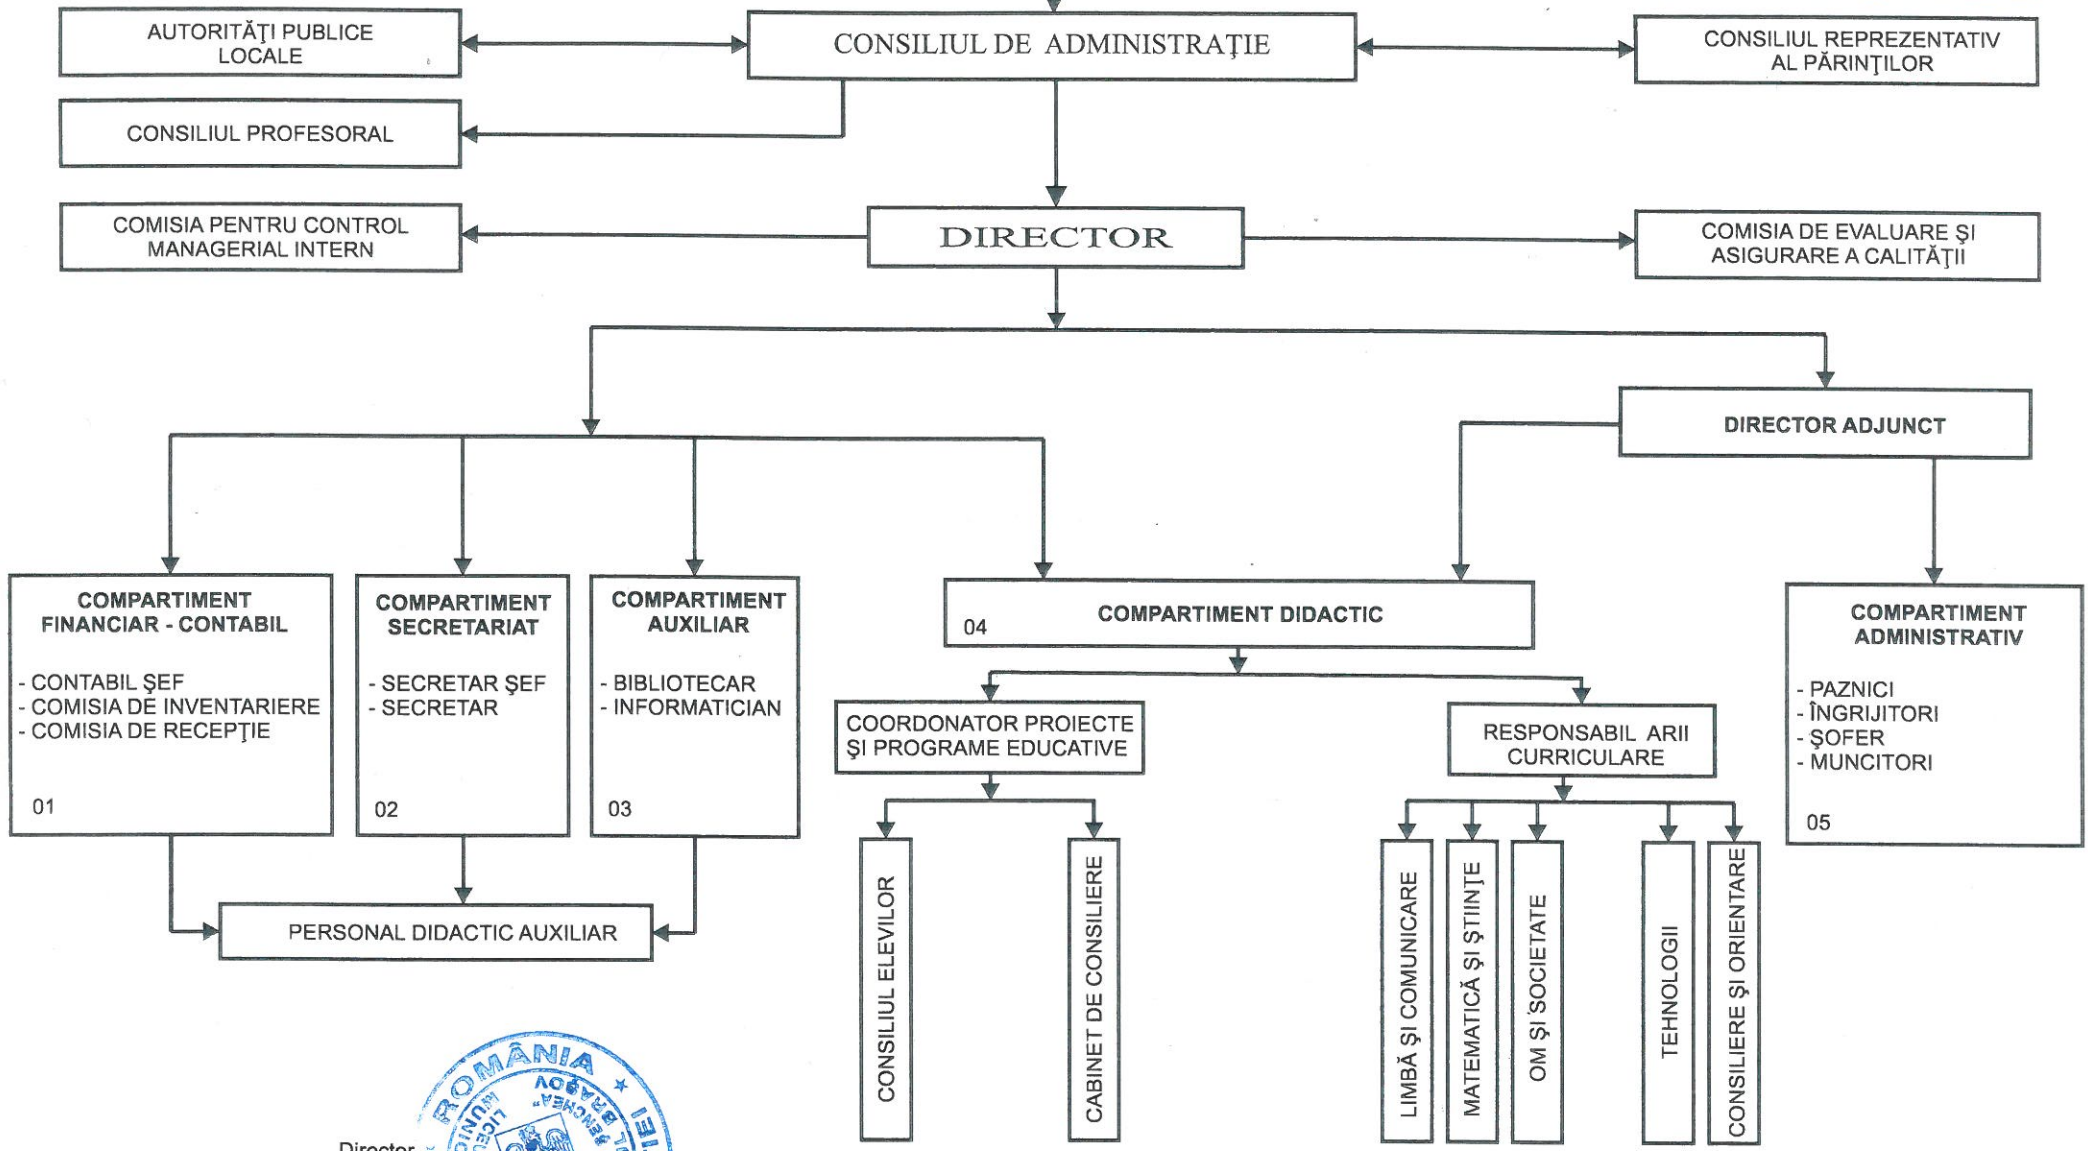 AUTORITĂŢI PUBLICE
LOCALE
CONSILIUL DE ADMINISTRAŢIE
CONSILIUL REPREZENTATIV
AL PĂRINŢILOR
CONSILIUL PROFESORAL
COMISIA PENTRU CONTROL
MANAGERIAL INTERN
DIRECTOR
COMISIA DE EVALUARE ŞI
ASIGURARE A CALITĂŢII
DIRECTOR ADJUNCT
COMPARTIMENT
FINANCIAR - CONTABIL
- CONTABIL ŞEF
- COMISIA DE INVENTARIERE
- COMISIA DE RECEPŢIE
01
COMPARTIMENT
SECRETARIAT
- SECRETAR ŞEF
- SECRETAR
02
COMPARTIMENT
AUXILIAR
- BIBLIOTECAR
- INFORMATICIAN
03
COMPARTIMENT DIDACTIC
04
COMPARTIMENT
ADMINISTRATIV
- PAZNICI
- ÎNGRIJITORI
- ŞOFER
- MUNCITORI
05
COORDONATOR PROIECTE
ŞI PROGRAME EDUCATIVE
RESPONSABIL ARII
CURRICULARE
PERSONAL DIDACTIC AUXILIAR
CONSILIUL ELEVILOR
CABINET DE CONSILIERE
LIMBĂ ŞI COMUNICARE
MATEMATICĂ ŞI ŞTIINŢE
OM ŞI SOCIETATE
TEHNOLOGII
CONSILIERE ŞI ORIENTARE
ROMÂNIA
BRAŞOV
Director